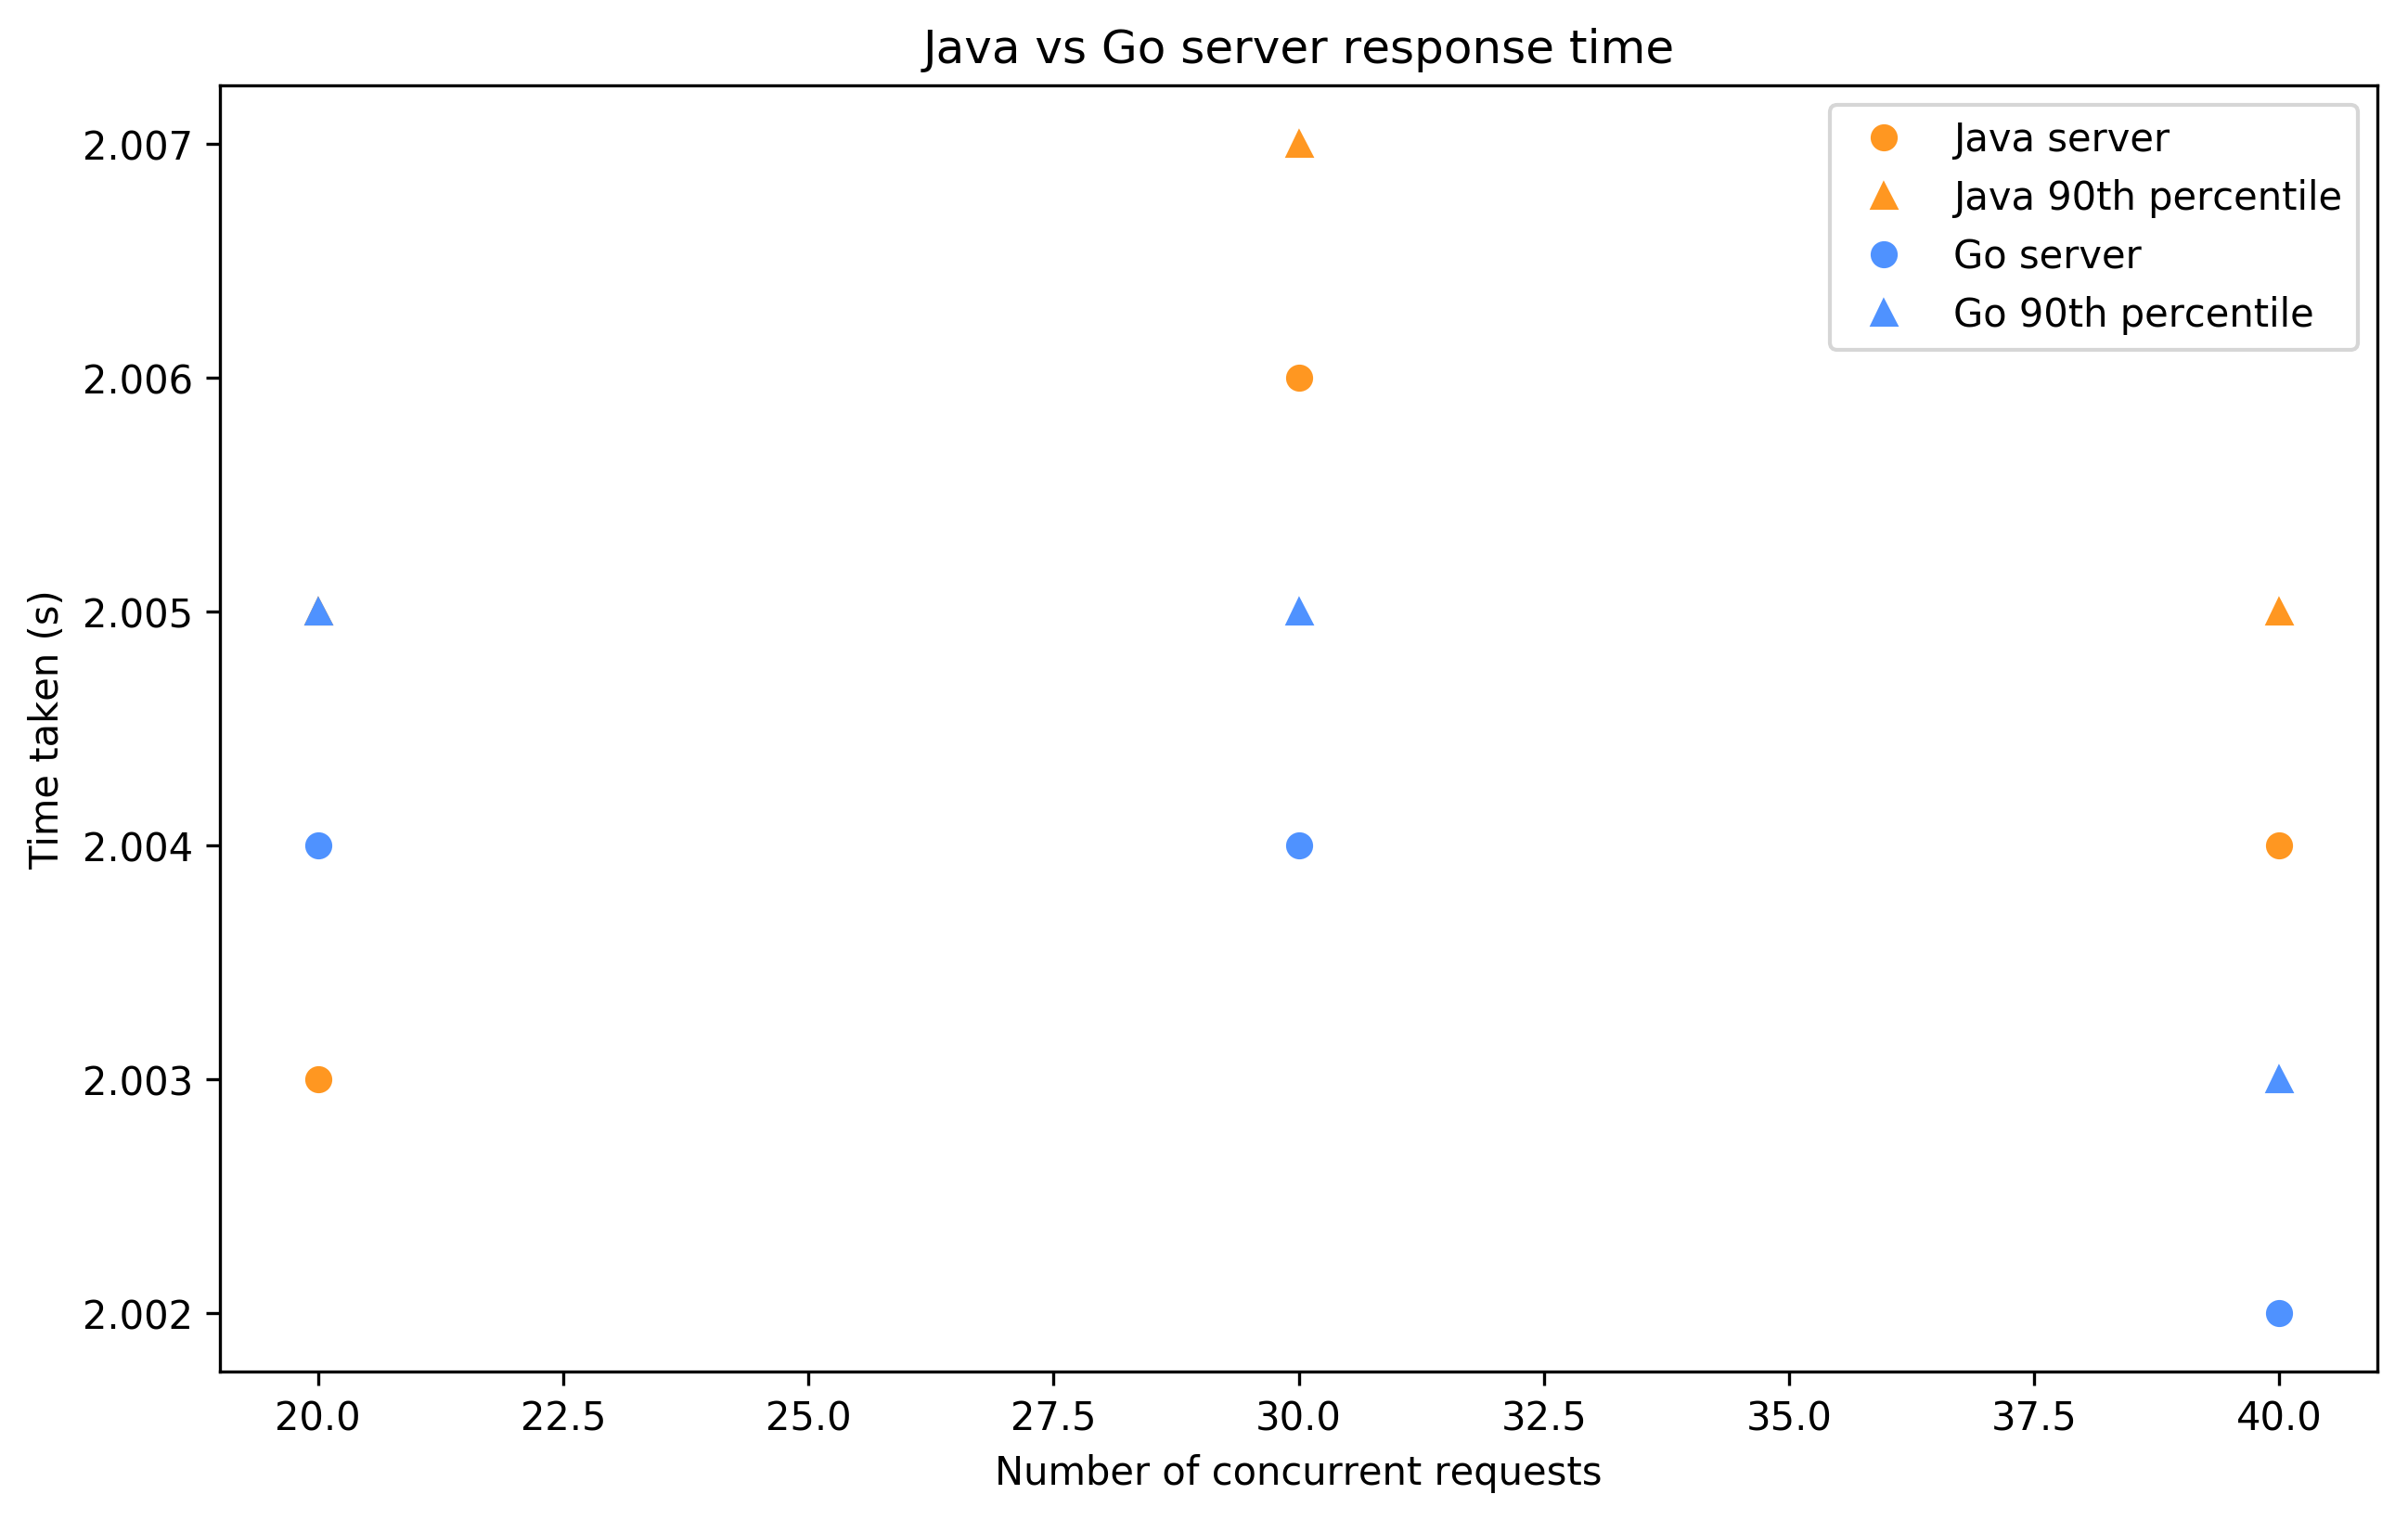 Java vs Go server response time
2.007
2.006
2.005
2.004
2.003
2.002
Time taken (s)
Java server
Java 90th percentile
Go server
Go 90th percentile
20.0 22.5 25.0 27.5 30.0 32.5 35.0 37.5 40.0
Number of concurrent requests